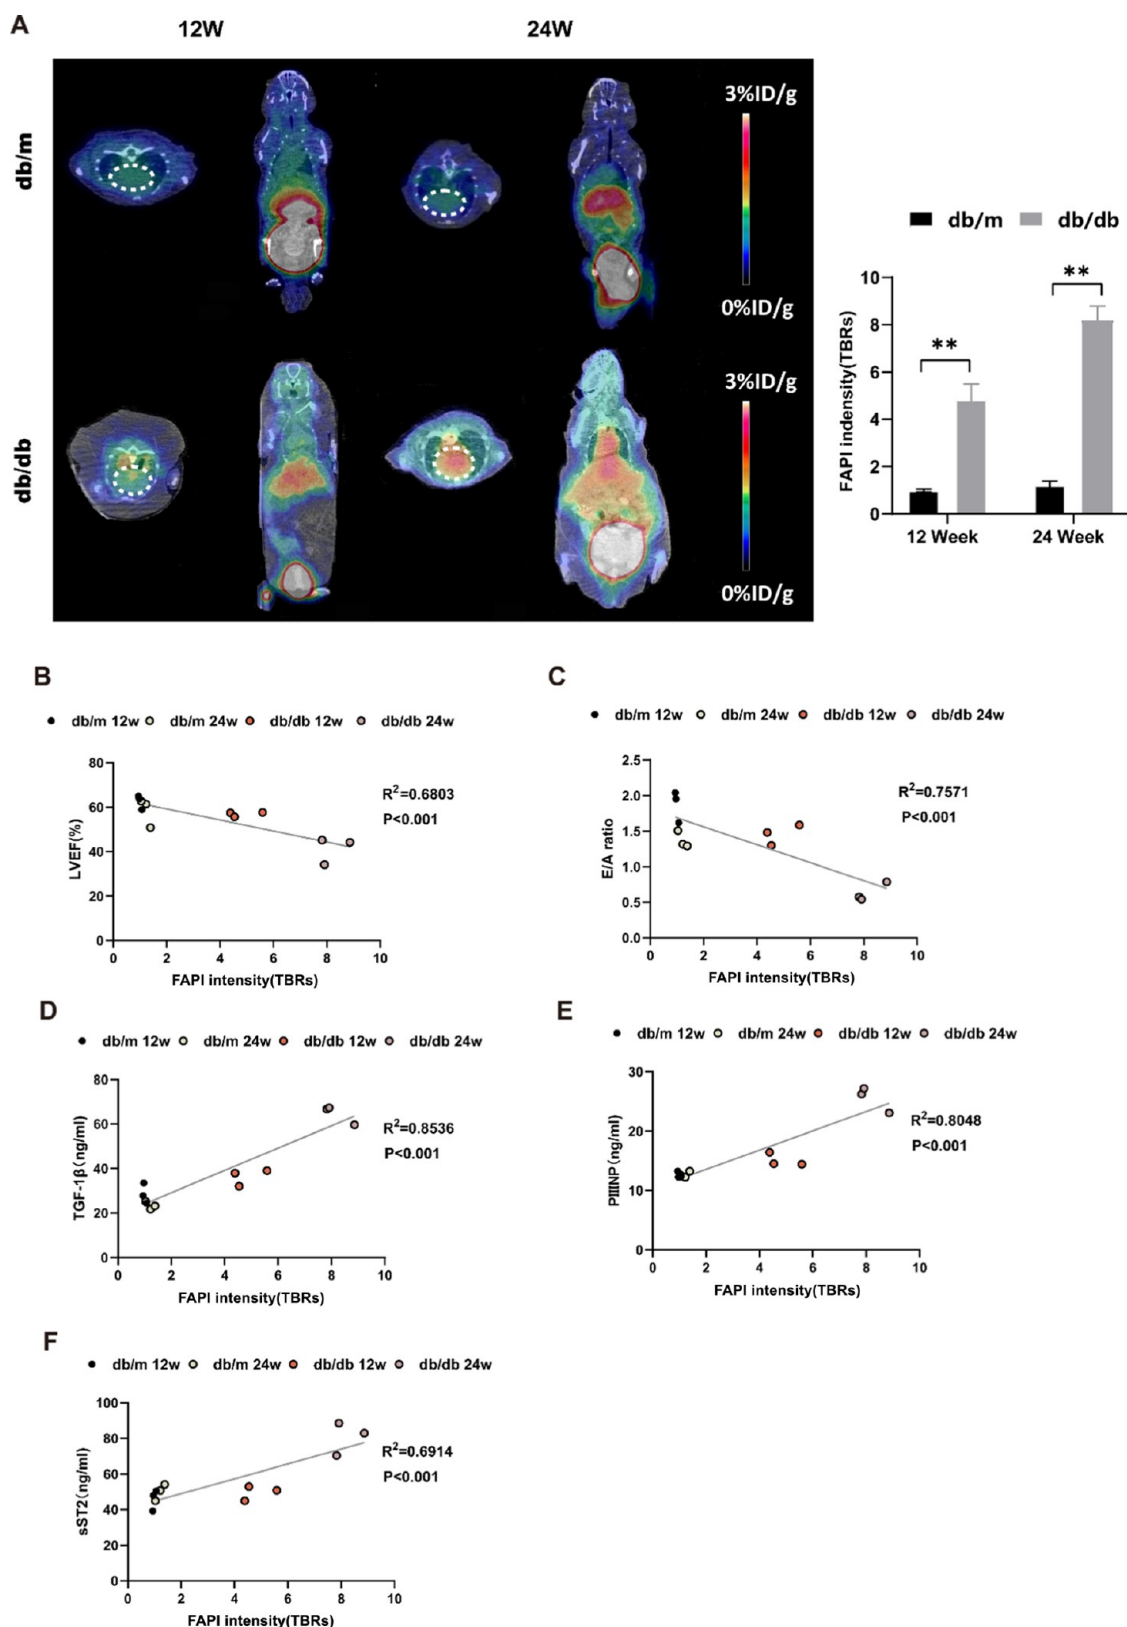 A
12W
24W
db/m
3%ID/g
0%ID/g
db/db
3%ID/g
0%ID/g
db/m db/db
FAPI indensity(TBRs)
10
8
6
4
2
0
**
**
12 Week
24 Week
B
db/m 12w db/m 24w db/db 12w db/db 24w
LVEF(%)
80
60
40
20
0
R²=0.6803
P<0.001
0 2 4 6 8 10
FAPI intensity(TBRs)
C
db/m 12w db/m 24w db/db 12w db/db 24w
E/A ratio
2.5
2.0
1.5
1.0
0.5
0.0
R²=0.7571
P<0.001
0 2 4 6 8 10
FAPI intensity(TBRs)
D
db/m 12w db/m 24w db/db 12w db/db 24w
TGF-1β(ng/ml)
80
60
40
20
0
R²=0.8536
P<0.001
0 2 4 6 8 10
FAPI intensity(TBRs)
E
db/m 12w db/m 24w db/db 12w db/db 24w
PⅢNP(ng/ml)
30
20
10
0
R²=0.8048
P<0.001
0 2 4 6 8 10
FAPI intensity(TBRs)
F
db/m 12w db/m 24w db/db 12w db/db 24w
sST2(ng/ml)
100
80
60
40
20
0
R²=0.6914
P<0.001
0 2 4 6 8 10
FAPI intensity(TBRs)